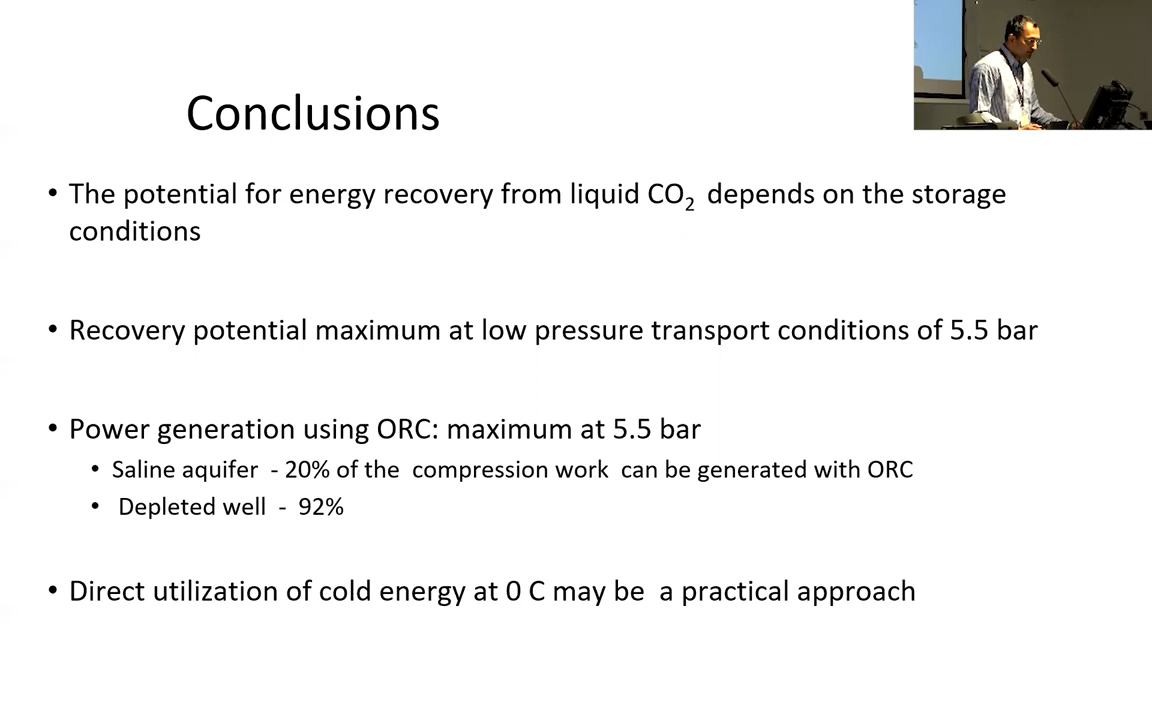 Conclusions
• The potential for energy recovery from liquid CO₂ depends on the storage
conditions
• Recovery potential maximum at low pressure transport conditions of 5.5 bar
• Power generation using ORC: maximum at 5.5 bar
• Saline aquifer - 20% of the compression work can be generated with ORC
• Depleted well - 92%
• Direct utilization of cold energy at 0 C may be a practical approach